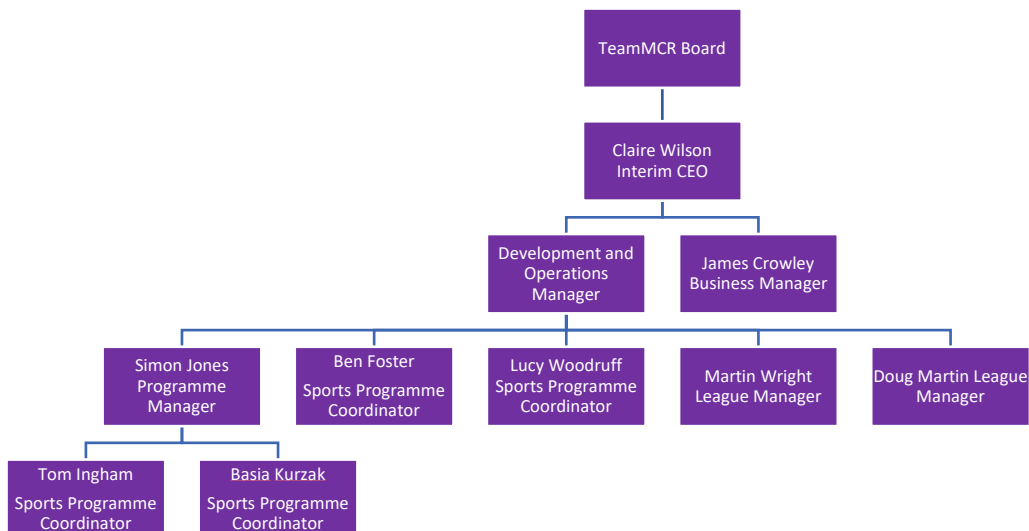 TeamMCR Board
Claire Wilson
Interim CEO
Development and
Operations
Manager
James Crowley
Business Manager
Simon Jones
Programme
Manager
Ben Foster
Sports Programme
Coordinator
Lucy Woodruff
Sports Programme
Coordinator
Martin Wright
League Manager
Doug Martin League
Manager
Tom Ingham
Sports Programme
Coordinator
Basia Kurzak
Sports Programme
Coordinator